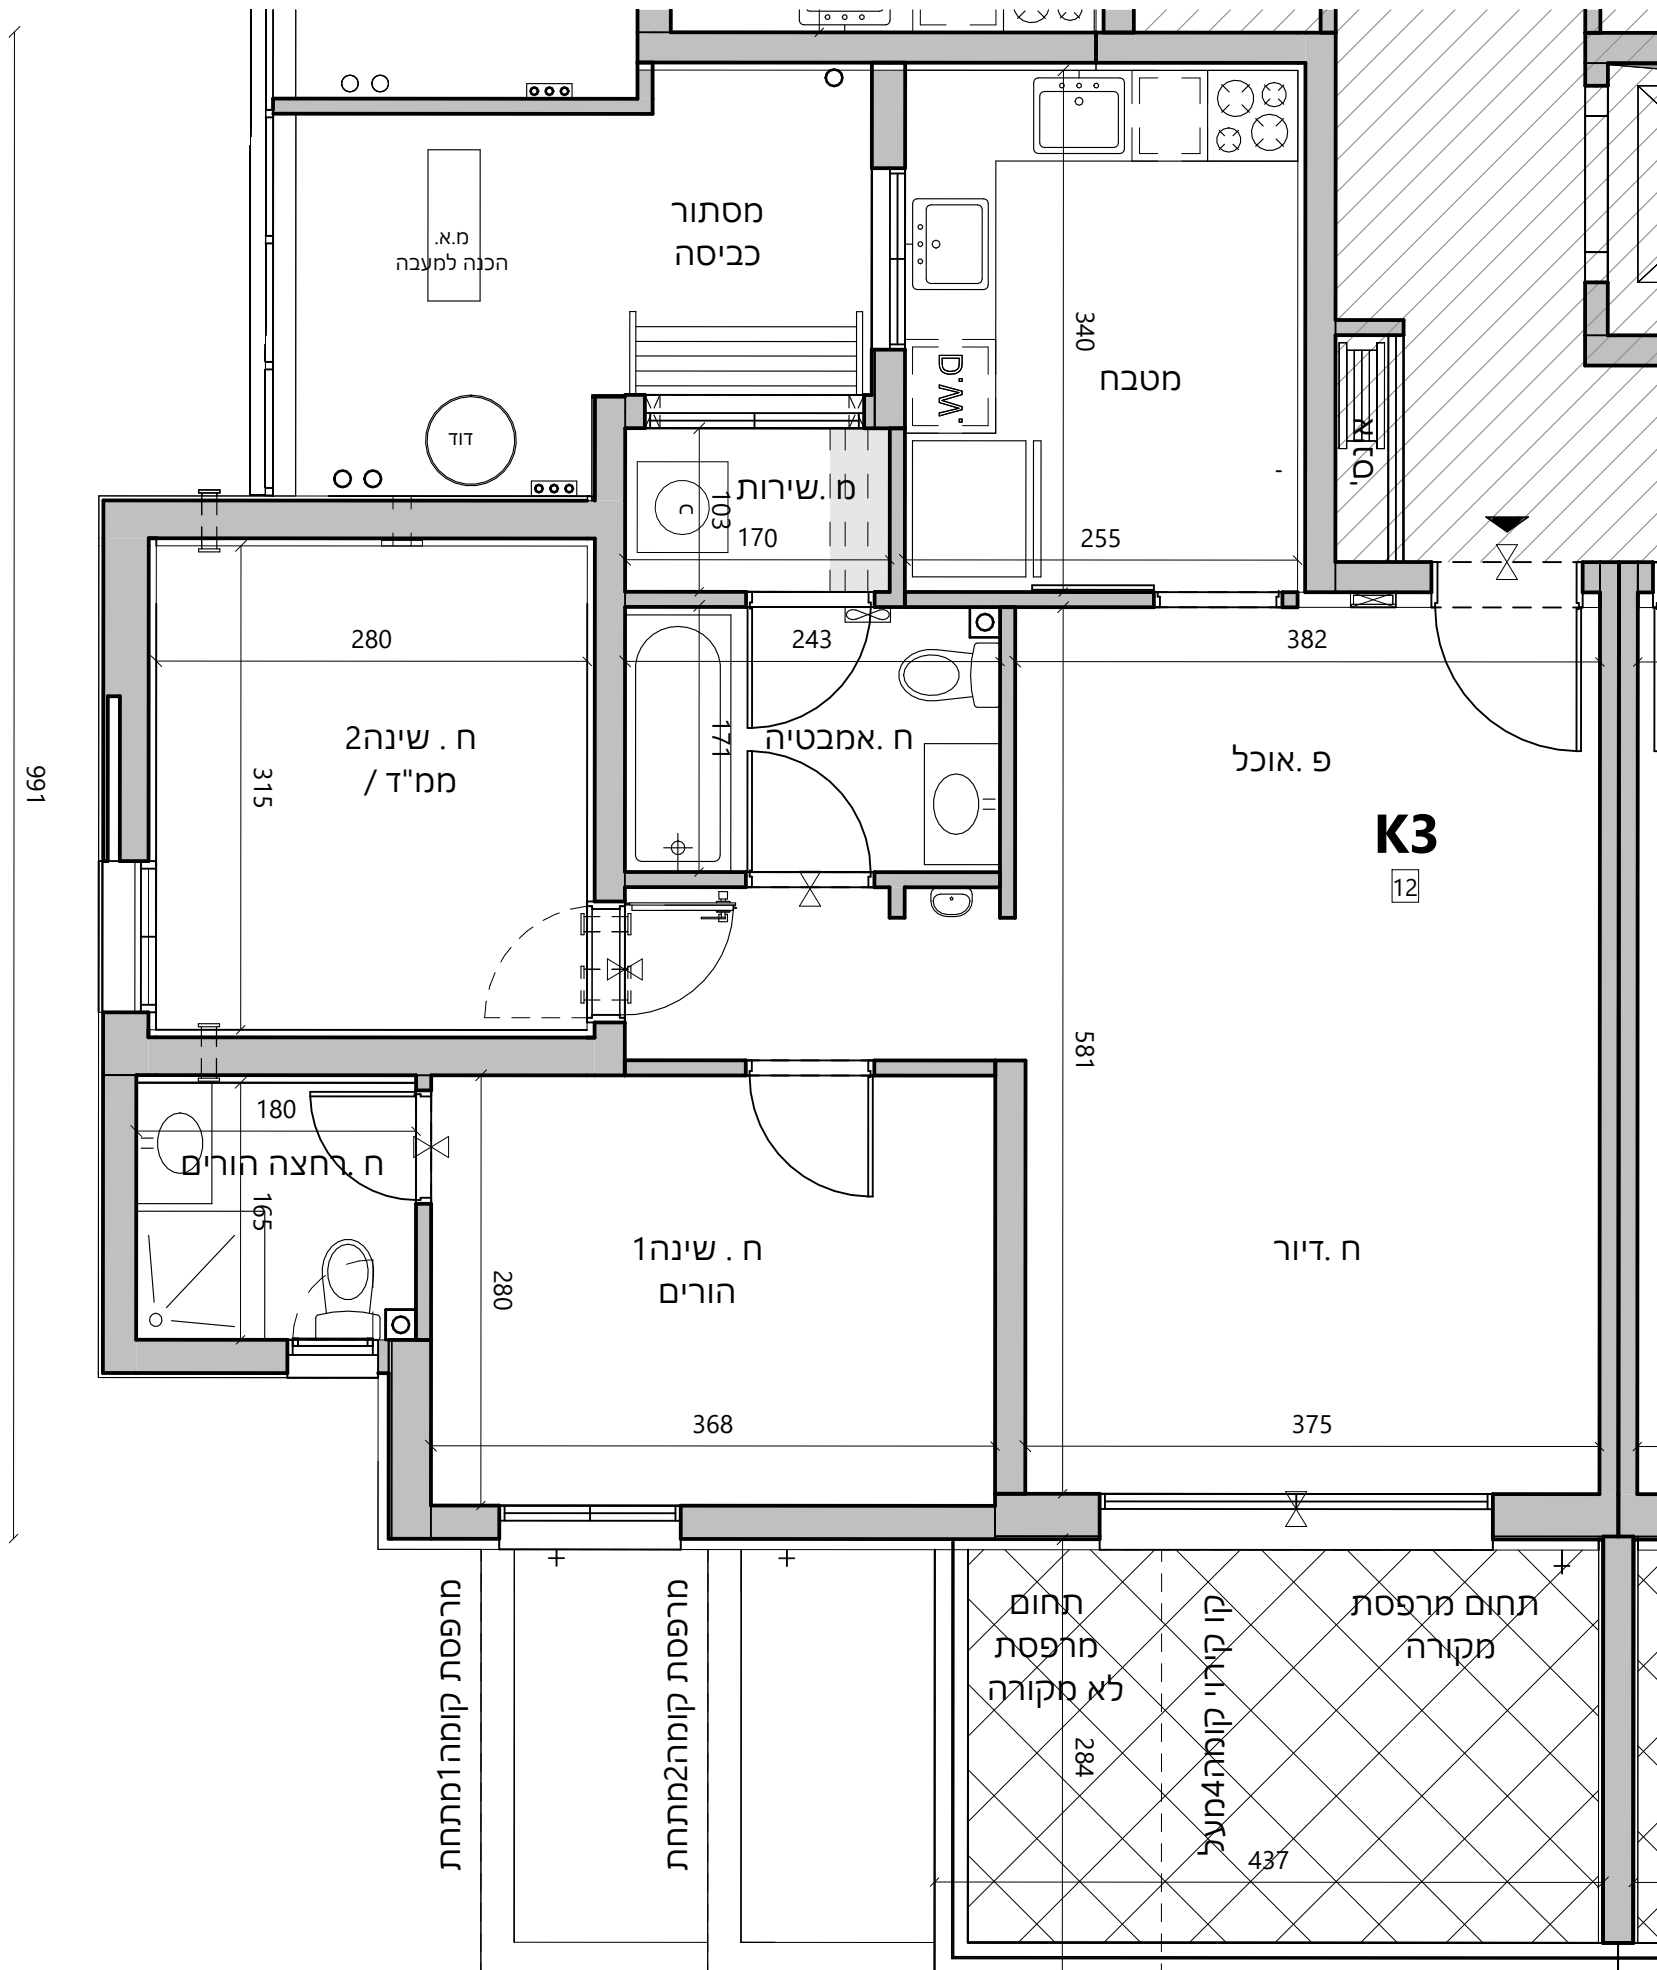 מסתור
כביסה
מ.א.
הכנה למעבה
340
מטבח
D.W.
דוד
מ. שירות
כ
103
170
255
280
243
382
ח. שינה2
/ ממ"ד
315
171
ח. אמבטיה
פ. אוכל
K3
12
991
581
180
ח. רחצה הורים
165
ח. שינה1
הורים
280
ח. דיור
368
375
תחום
מרפסת
לא מקורה
תחום מרפסת
מקורה
קו קירוי קומה4מעל
מרפסת קומה1מתחת
מרפסת קומה2מתחת
284
437